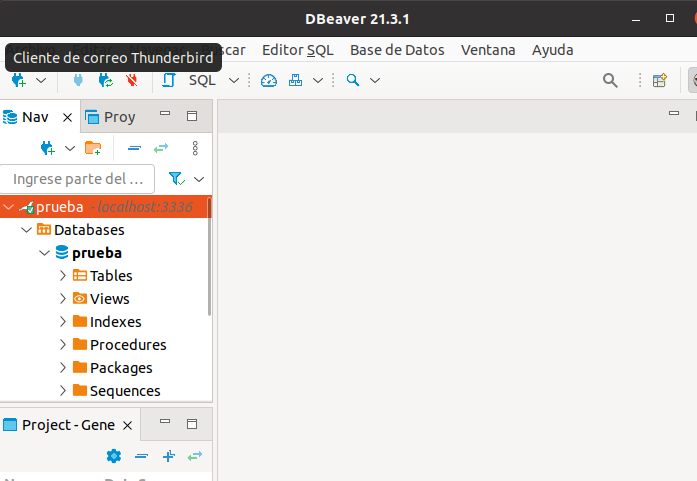 DBeaver 21.3.1
Cliente de correo Thunderbird
Editor SQL Base de Datos Ventana Ayuda
SQL
Nav Proy
Ingrese parte del ...
prueba - localhost:3336
Databases
prueba
Tables
Views
Indexes
Procedures
Packages
Sequences
Project - Gene